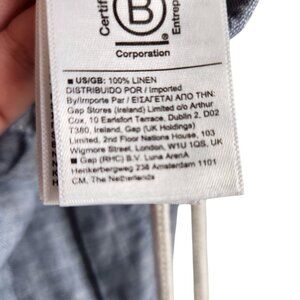 Certif
B
Entrep
Corporation
■ US/GB: 100% LINEN
DISTRIBUIDO POR / Imported
By/Importe Par / ΕΙΣΑΓΕΤΑΙ ΑΠΟ ΤΗΝ:
Gap Stores (Ireland) Limited c/o Arthur
Cox, 10 Earlsfort Terrace, Dublin 2, D02
T380, Ireland, Gap (UK Holdings)
Limited, 2nd Floor Nations House, 103
Wigmore Street, London, W1U 1QS, UK
■ Gap (RHC) B.V. Luna ArenA
Herikerbergweg 238 Amsterdam 1101
CM, The Netherlands